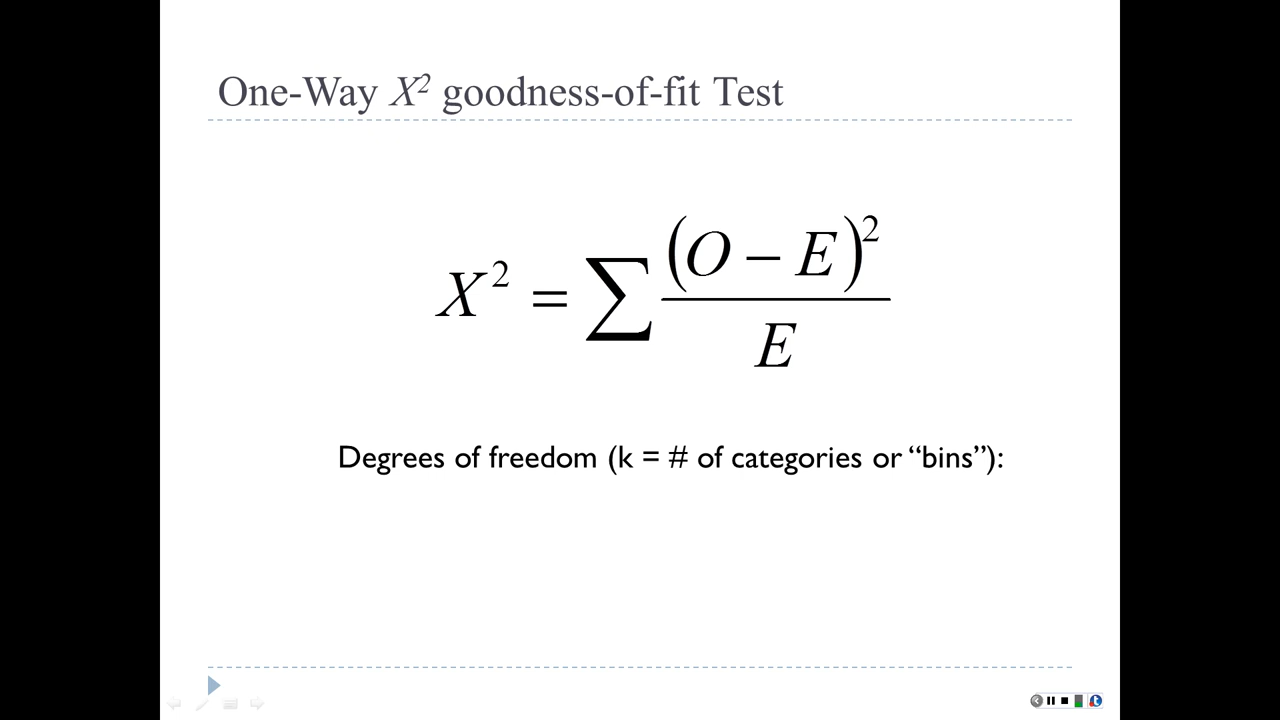 One-Way X² goodness-of-fit Test
X² = ∑ (O − E)² / E
Degrees of freedom (k = # of categories or “bins”):